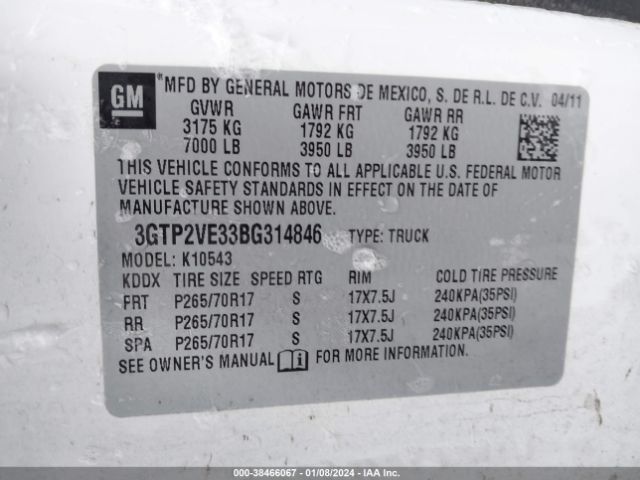 GM *MFD BY GENERAL MOTORS DE MEXICO, S. DE R.L. DE C.V. 04/11
GVWR GAWR FRT GAWR RR
3175 KG 1792 KG 1792 KG
7000 LB 3950 LB 3950 LB
THIS VEHICLE CONFORMS TO ALL APPLICABLE U.S. FEDERAL MOTOR
VEHICLE SAFETY STANDARDS IN EFFECT ON THE DATE OF
MANUFACTURE SHOWN ABOVE.
3GTP2VE33BG314846 TYPE: TRUCK
MODEL: K10543
KDDX TIRE SIZE SPEED RTG RIM COLD TIRE PRESSURE
FRT P265/70R17 S 17X7.5J 240KPA(35PSI)
RR P265/70R17 S 17X7.5J 240KPA(35PSI)
SPA P265/70R17 S 17X7.5J 240KPA(35PSI)
SEE OWNER'S MANUAL FOR MORE INFORMATION.
000-38466067 - 01/08/2024 - IAA Inc.